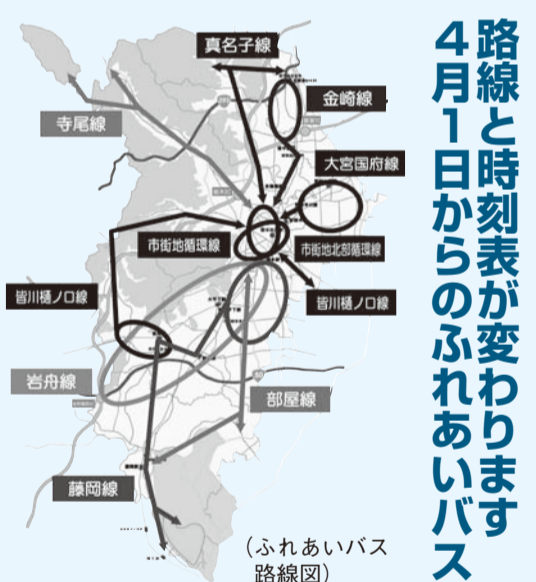 ４月１日からのふれあいバス
路線と時刻表が変わります
真名子線
金崎線
寺尾線
大宮国府線
市街地循環線
市街地北部循環線
皆川樋ノ口線
皆川樋ノ口線
岩舟線
部屋線
藤岡線
（ふれあいバス
路線図）